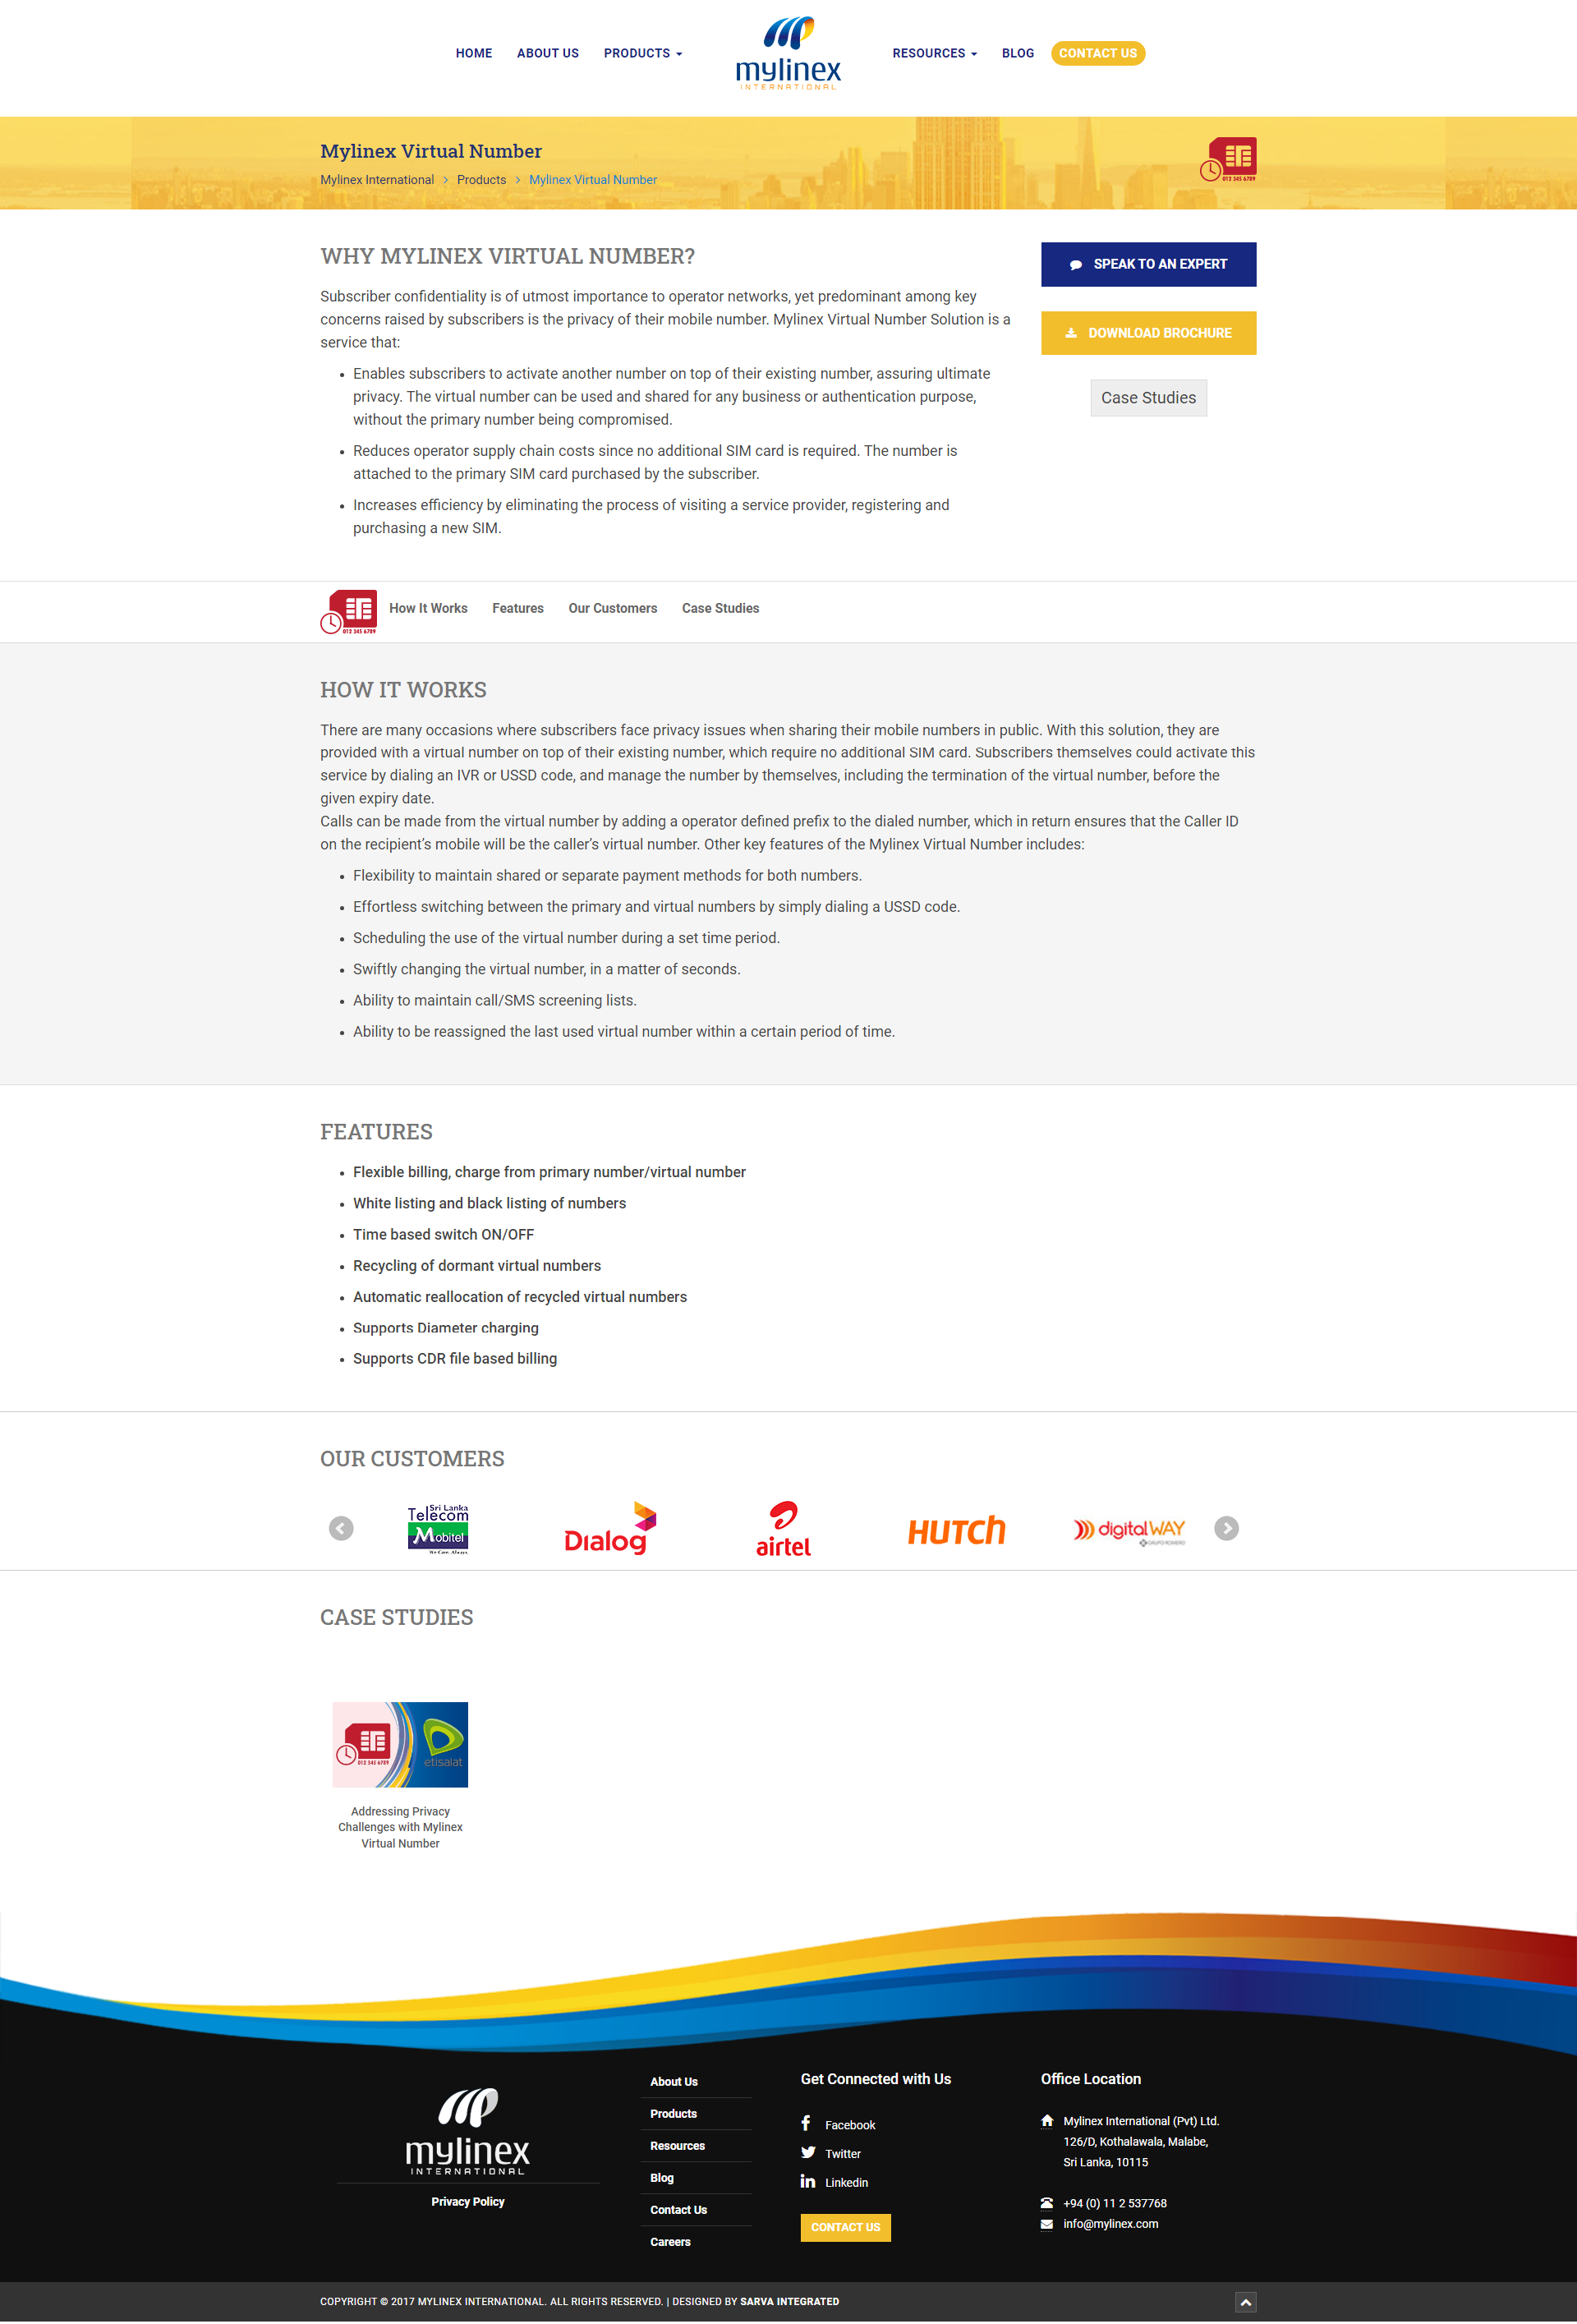 HOME ABOUT US PRODUCTS
mylinex
INTERNATIONAL
RESOURCES BLOG CONTACT US
Mylinex Virtual Number
Mylinex International > Products > Mylinex Virtual Number
012 345 6789
WHY MYLINEX VIRTUAL NUMBER?
Subscriber confidentiality is of utmost importance to operator networks, yet predominant among key
concerns raised by subscribers is the privacy of their mobile number. Mylinex Virtual Number Solution is a
service that:
• Enables subscribers to activate another number on top of their existing number, assuring ultimate
privacy. The virtual number can be used and shared for any business or authentication purpose,
without the primary number being compromised.
• Reduces operator supply chain costs since no additional SIM card is required. The number is
attached to the primary SIM card purchased by the subscriber.
• Increases efficiency by eliminating the process of visiting a service provider, registering and
purchasing a new SIM.
SPEAK TO AN EXPERT
DOWNLOAD BROCHURE
Case Studies
012 345 6789
How It Works Features Our Customers Case Studies
HOW IT WORKS
There are many occasions where subscribers face privacy issues when sharing their mobile numbers in public. With this solution, they are
provided with a virtual number on top of their existing number, which require no additional SIM card. Subscribers themselves could activate this
service by dialing an IVR or USSD code, and manage the number by themselves, including the termination of the virtual number, before the
given expiry date.
Calls can be made from the virtual number by adding a operator defined prefix to the dialed number, which in return ensures that the Caller ID
on the recipient's mobile will be the caller's virtual number. Other key features of the Mylinex Virtual Number includes:
• Flexibility to maintain shared or separate payment methods for both numbers.
• Effortless switching between the primary and virtual numbers by simply dialing a USSD code.
• Scheduling the use of the virtual number during a set time period.
• Swiftly changing the virtual number, in a matter of seconds.
• Ability to maintain call/SMS screening lists.
• Ability to be reassigned the last used virtual number within a certain period of time.
FEATURES
• Flexible billing, charge from primary number/virtual number
• White listing and black listing of numbers
• Time based switch ON/OFF
• Recycling of dormant virtual numbers
• Automatic reallocation of recycled virtual numbers
• Supports Diameter charging
• Supports CDR file based billing
OUR CUSTOMERS
Sri Lanka
Telecom
Mobitel
We Care. Always.
Dialog
airtel
HUTCH
digitalWAY
GRUPO ROMERO
CASE STUDIES
012 345 6789
etisalat
Addressing Privacy
Challenges with Mylinex
Virtual Number
mylinex
INTERNATIONAL
Privacy Policy
About Us
Products
Resources
Blog
Contact Us
Careers
Get Connected with Us
Facebook
Twitter
Linkedin
CONTACT US
Office Location
Mylinex International (Pvt) Ltd.
126/D, Kothalawala, Malabe,
Sri Lanka, 10115
+94 (0) 11 2 537768
info@mylinex.com
COPYRIGHT © 2017 MYLINEX INTERNATIONAL. ALL RIGHTS RESERVED. | DESIGNED BY SARVA INTEGRATED